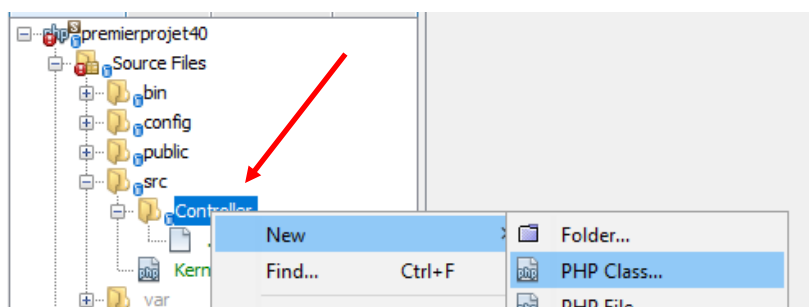 premierprojet40
Source Files
bin
config
public
src
Controller
New
Folder...
Kern
Find... Ctrl+F
PHP Class...
var
PHP File